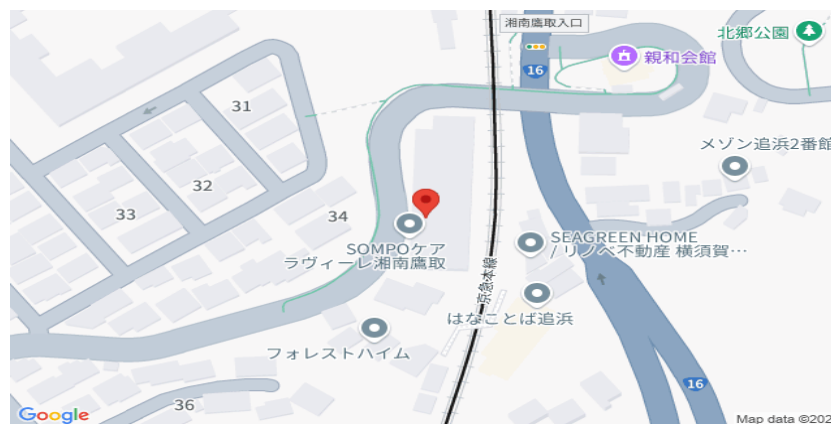 湘南鷹取入口
北郷公園
16
親和会館
31
メゾン追浜2番館
32
33
34
SOMPOケア
ラヴィーレ湘南鷹取
SEAGREEN HOME
/ リノベ不動産 横須賀…
京急本線
はなことば追浜
フォレストハイム
16
36
Google
Map data ©202